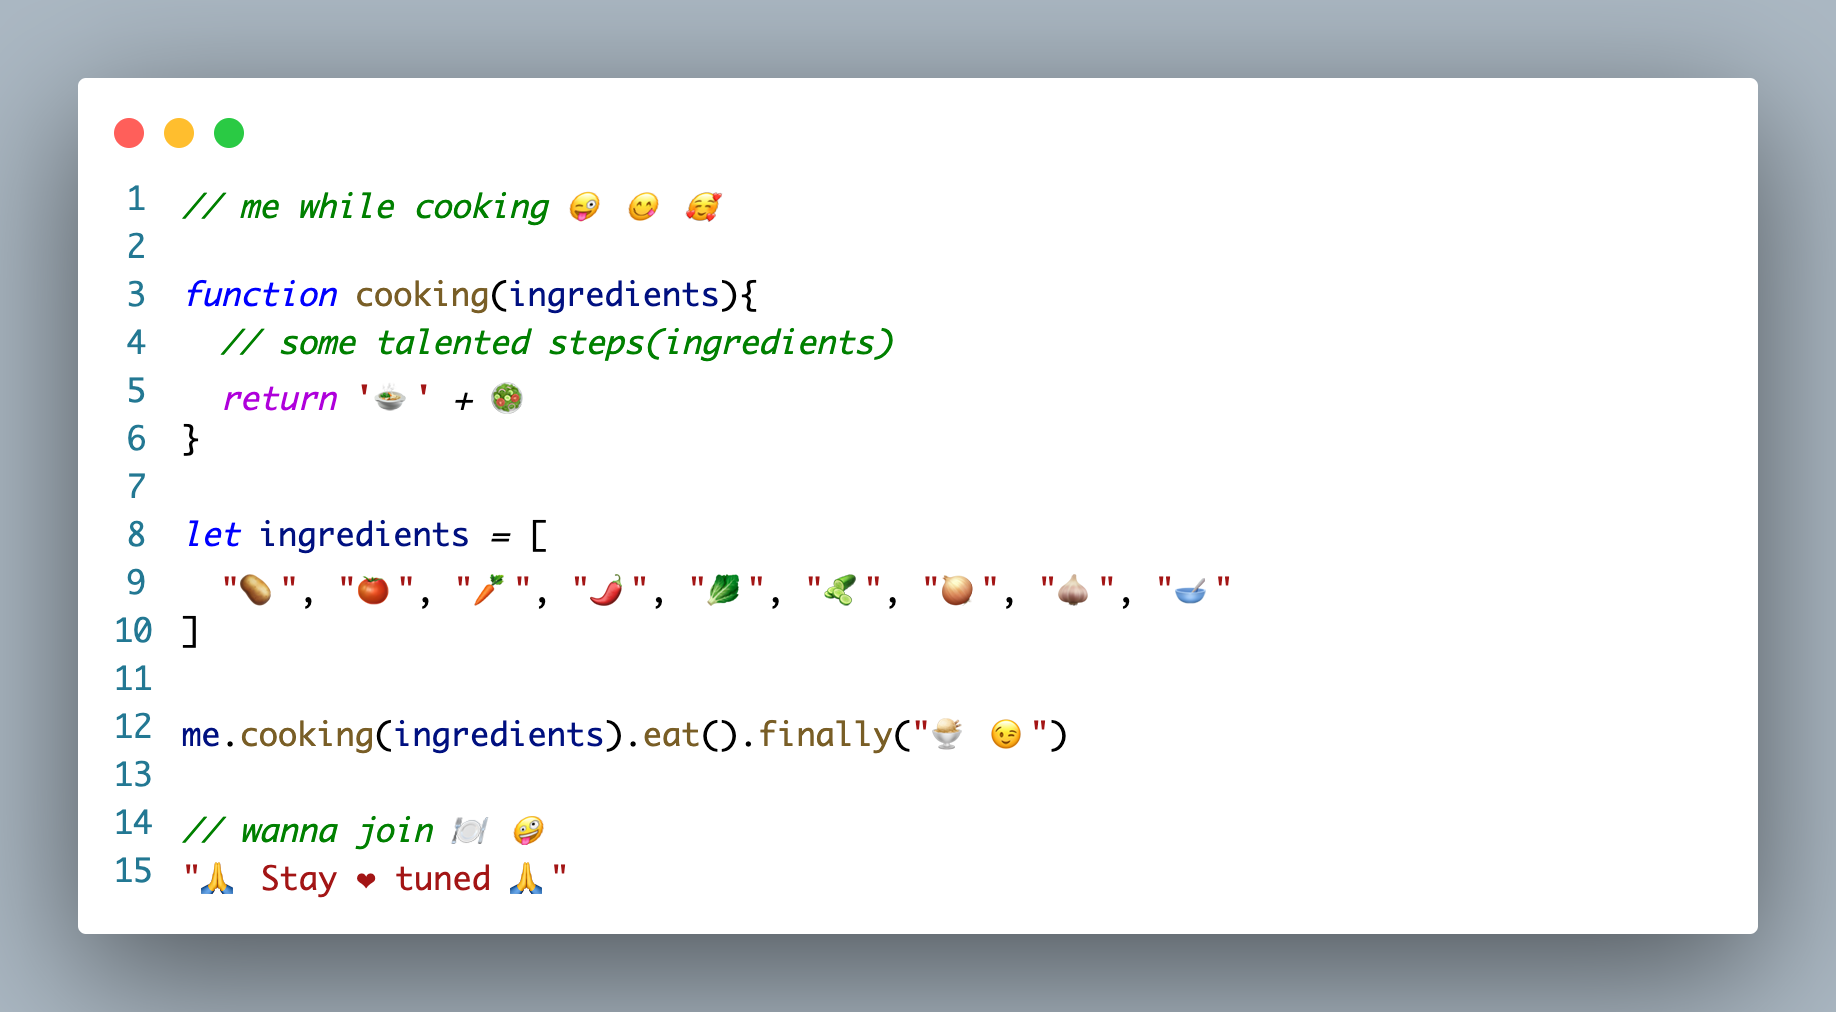 1 // me while cooking 😜 😋 🥰
2
3 function cooking(ingredients){
4   // some talented steps(ingredients)
5   return '🍲' + 🥗
6 }
7
8 let ingredients = [
9   "🥔", "🍅", "🥕", "🌶", "🥬", "🥒", "🧅", "🧄", "🥣"
10 ]
11
12 me.cooking(ingredients).eat().finally("🍨 😉")
13
14 // wanna join 🍽 🤪
15 "🙏 Stay ❤ tuned 🙏"